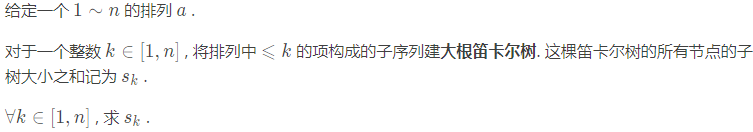 给定一个 1 ∼ n 的排列 a .
对于一个整数 k ∈ [1, n] , 将排列中 ⩽ k 的项构成的子序列建大根笛卡尔树. 这棵笛卡尔树的所有节点的子
树大小之和记为 s_k .
∀k ∈ [1, n] , 求 s_k .